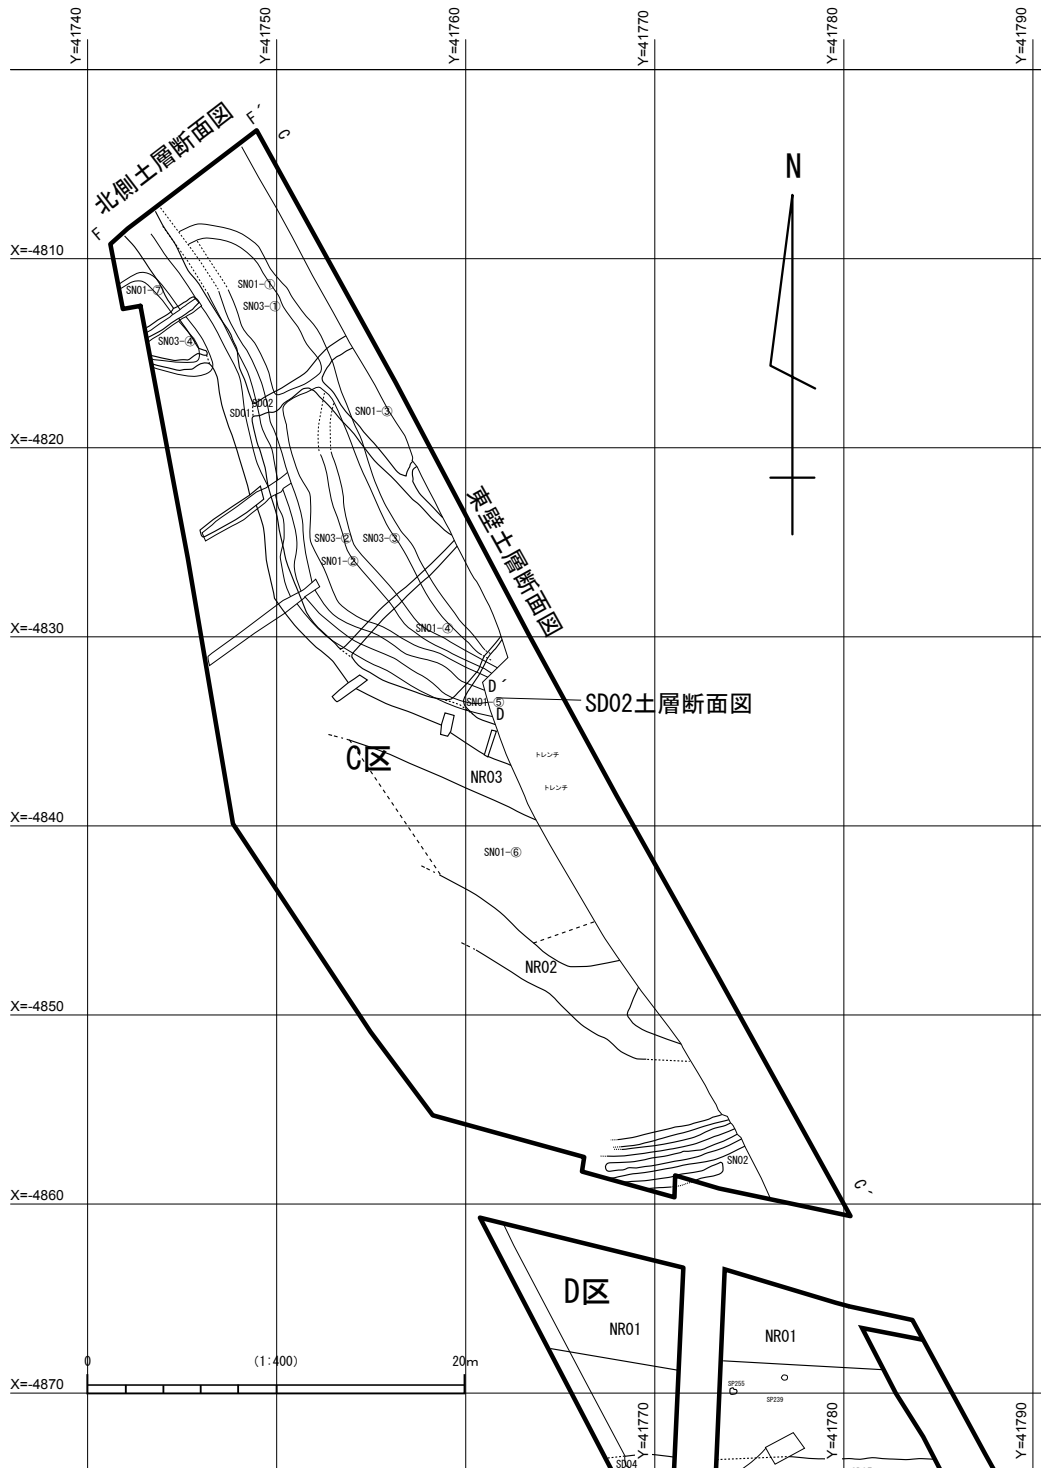 Y=41740
Y=41750
Y=41760
Y=41770
Y=41780
Y=41790
F´
C
北側土層断面図
F
N
X=-4810
SN01-⑦
SN01-①
SN03-①
SN03-④
SD02
SD01
SN01-③
X=-4820
東壁土層断面図
SN03-②
SN03-③
SN01-②
SN01-④
X=-4830
D´
SN01-⑤
D
SD02土層断面図
C区
トレンチ
NR03
トレンチ
X=-4840
SN01-⑥
NR02
X=-4850
SN02
C´
X=-4860
D区
NR01
NR01
0
(1:400)
20m
X=-4870
SP255
SP239
Y=41770
Y=41780
Y=41790
SD04